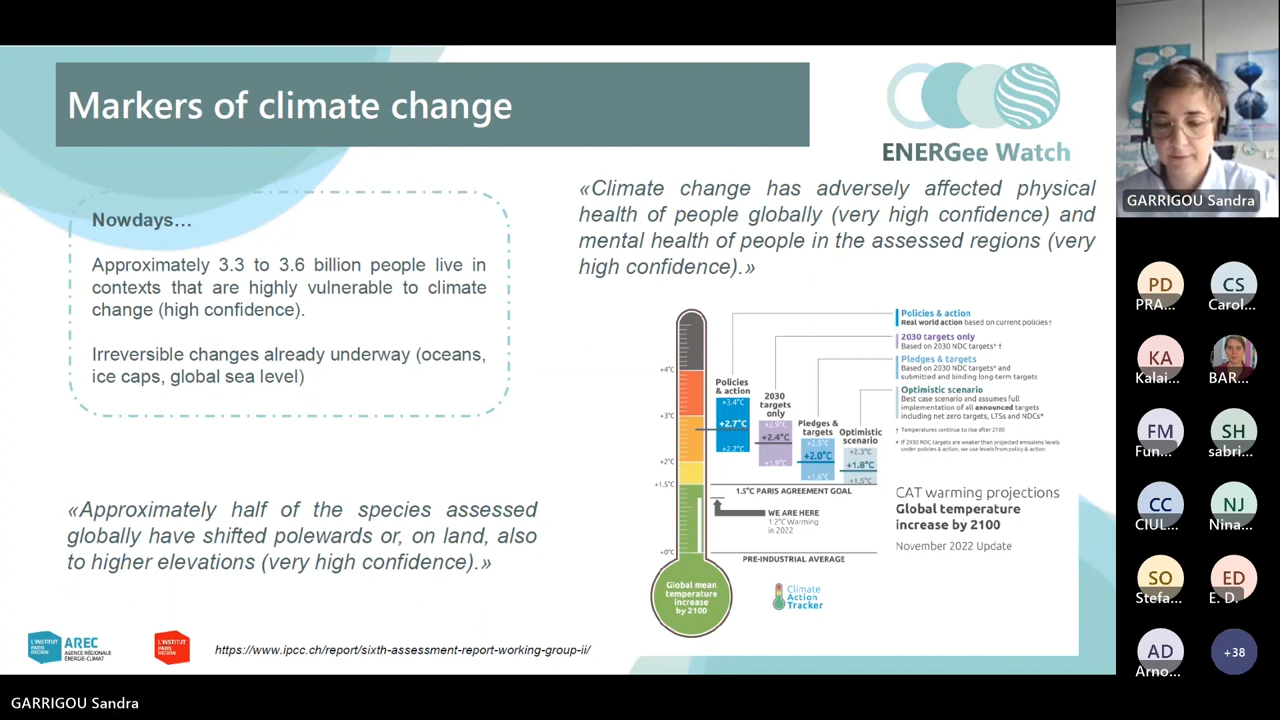 Markers of climate change
ENERGee Watch
Nowdays…
Approximately 3.3 to 3.6 billion people live in
contexts that are highly vulnerable to climate
change (high confidence).
Irreversible changes already underway (oceans,
ice caps, global sea level)
«Approximately half of the species assessed
globally have shifted polewards or, on land, also
to higher elevations (very high confidence).»
«Climate change has adversely affected physical
health of people globally (very high confidence) and
mental health of people in the assessed regions (very
high confidence).»
+4°C
+3°C
+2°C
+1.5°C
+0°C
Global mean
temperature
increase
by 2100
Policies
& action
+3.4°C
+2.7°C
+2.2°C
2030
targets
only
+2.9°C
+2.4°C
+1.9°C
Pledges &
targets
+2.5°C
+2.0°C
+1.6°C
Optimistic
scenario
+2.3°C
+1.8°C
+1.5°C
1.5°C PARIS AGREEMENT GOAL
WE ARE HERE
1.2°C Warming
in 2022
PRE-INDUSTRIAL AVERAGE
Policies & action
Real world action based on current policies†
2030 targets only
Based on 2030 NDC targets* †
Pledges & targets
Based on 2030 NDC targets* and
submitted and binding long-term targets
Optimistic scenario
Best case scenario and assumes full
implementation of all announced targets
including net zero targets, LTSs and NDCs*
† Temperatures continue to rise after 2100
* If 2030 NDC targets are weaker than projected emissions levels
under policies & action, we use levels from policy & action
CAT warming projections
Global temperature
increase by 2100
November 2022 Update
Climate
Action
Tracker
L'INSTITUT
PARIS
REGION
AREC
AGENCE RÉGIONALE
ÉNERGIE-CLIMAT
L'INSTITUT
PARIS
REGION
https://www.ipcc.ch/report/sixth-assessment-report-working-group-ii/
GARRIGOU Sandra
GARRIGOU Sandra
PD
PRA...
CS
Carol...
KA
Kalai...
BAR...
FM
Fun...
SH
sabri...
CC
CIUL...
NJ
Nina...
SO
Stefa...
ED
E. D.
AD
Arno...
+38